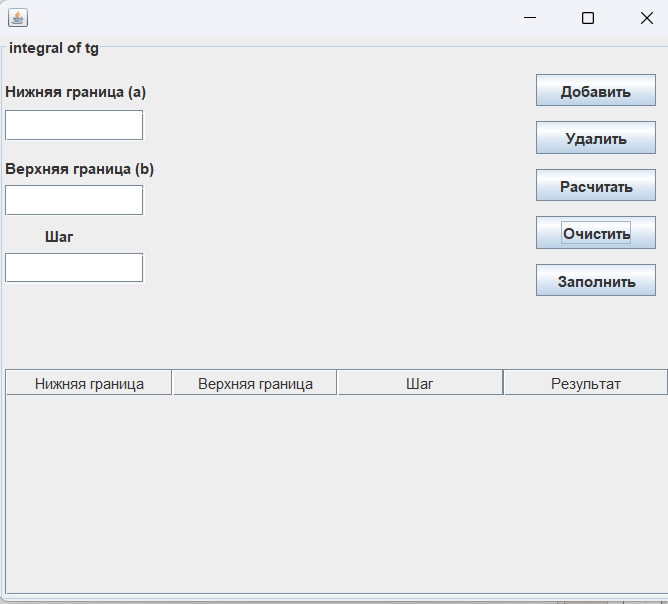 integral of tg
Нижняя граница (a)
Добавить
Удалить
Верхняя граница (b)
Расчитать
Шаг
Очистить
Заполнить
Нижняя граница Верхняя граница Шаг Результат